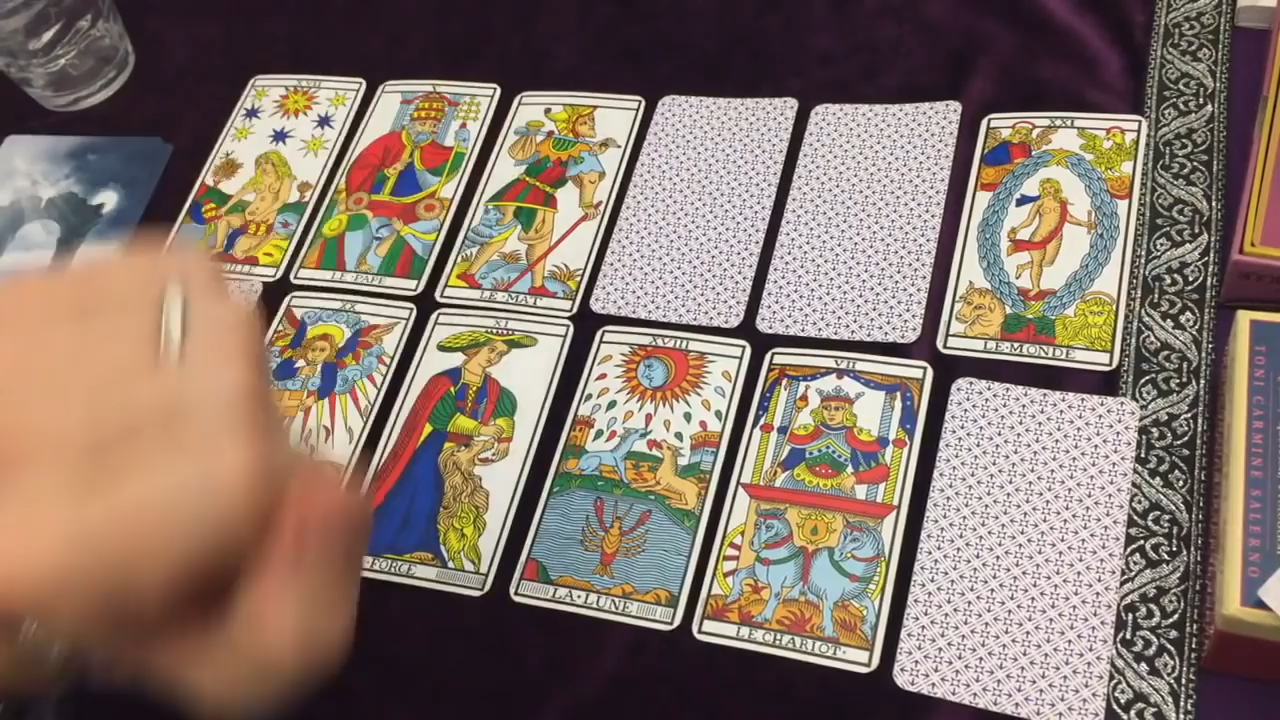 XVII
LE·PAPE
LE·MAT
XXI
LE·MONDE
XX
XI
FORCE
XVIII
LA·LUNE
VII
LE·CHARIOT·
TONI CARMINE SALERNO